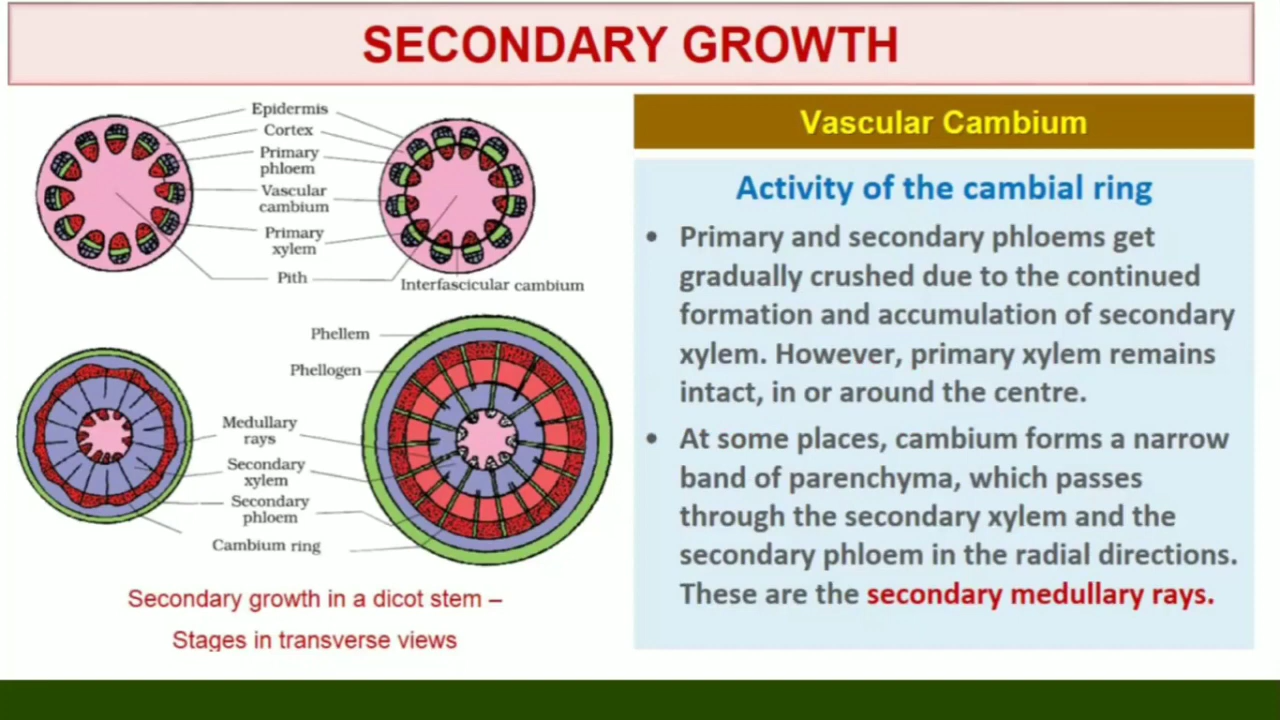 SECONDARY GROWTH
Epidermis
Cortex
Primary
phloem
Vascular
cambium
Primary
xylem
Pith
Interfascicular cambium
Phellem
Phellogen
Medullary
rays
Secondary
xylem
Secondary
phloem
Cambium ring
Secondary growth in a dicot stem –
Stages in transverse views
Vascular Cambium
Activity of the cambial ring
• Primary and secondary phloems get
gradually crushed due to the continued
formation and accumulation of secondary
xylem. However, primary xylem remains
intact, in or around the centre.
• At some places, cambium forms a narrow
band of parenchyma, which passes
through the secondary xylem and the
secondary phloem in the radial directions.
These are the secondary medullary rays.